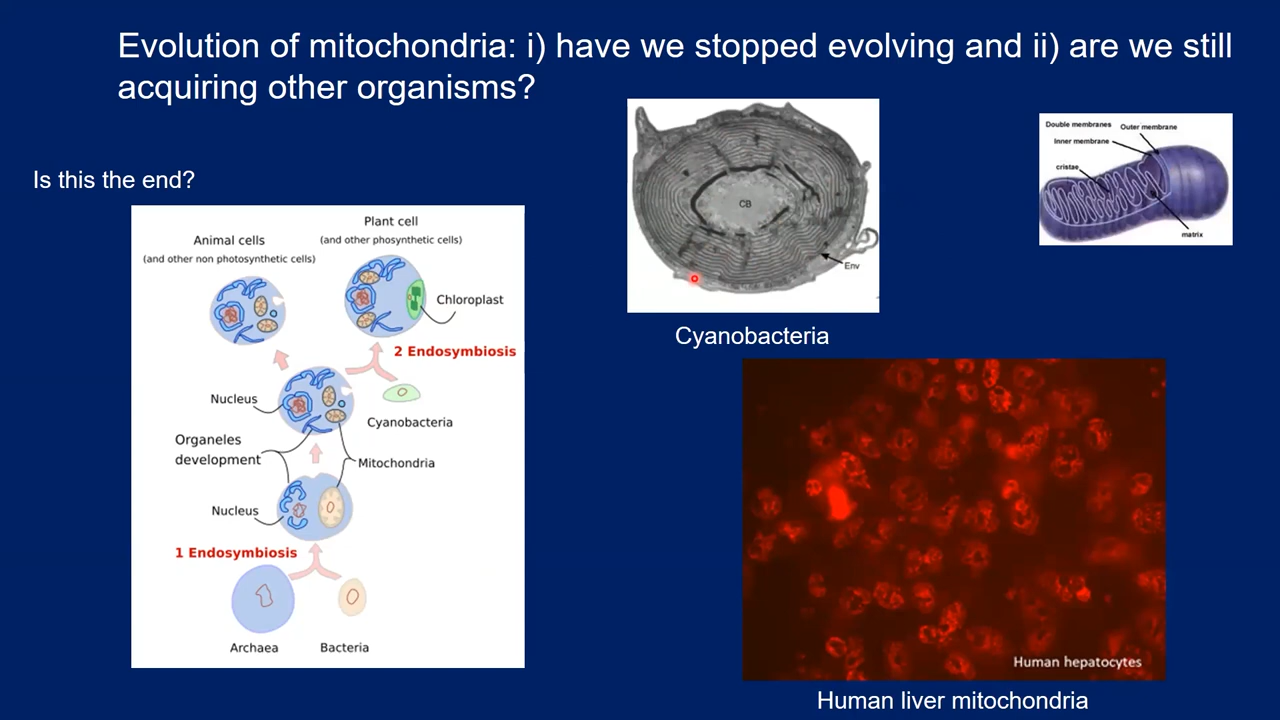 Evolution of mitochondria: i) have we stopped evolving and ii) are we still
acquiring other organisms?
Is this the end?
Plant cell
(and other phosynthetic cells)
Animal cells
(and other non photosynthetic cells)
Chloroplast
2 Endosymbiosis
Nucleus
Cyanobacteria
Organeles
development
Mitochondria
Nucleus
1 Endosymbiosis
Archaea
Bacteria
CB
Env
Cyanobacteria
Double membranes
Outer membrane
Inner membrane
cristae
matrix
Human hepatocytes
Human liver mitochondria